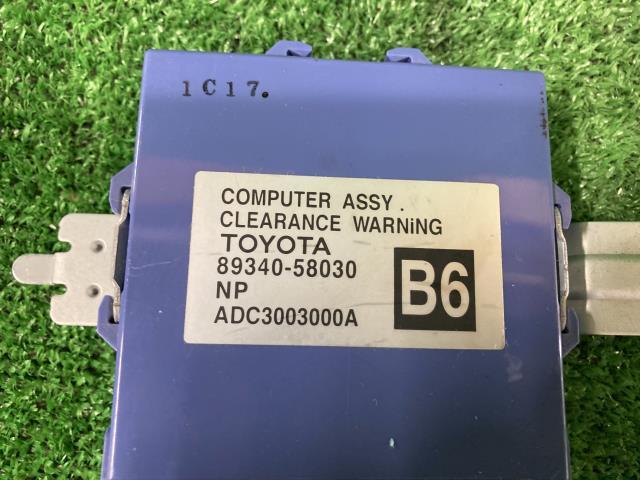 1C17.
COMPUTER ASSY.
CLEARANCE WARNiNG
TOYOTA
89340-58030
NP
ADC3003000A
B6